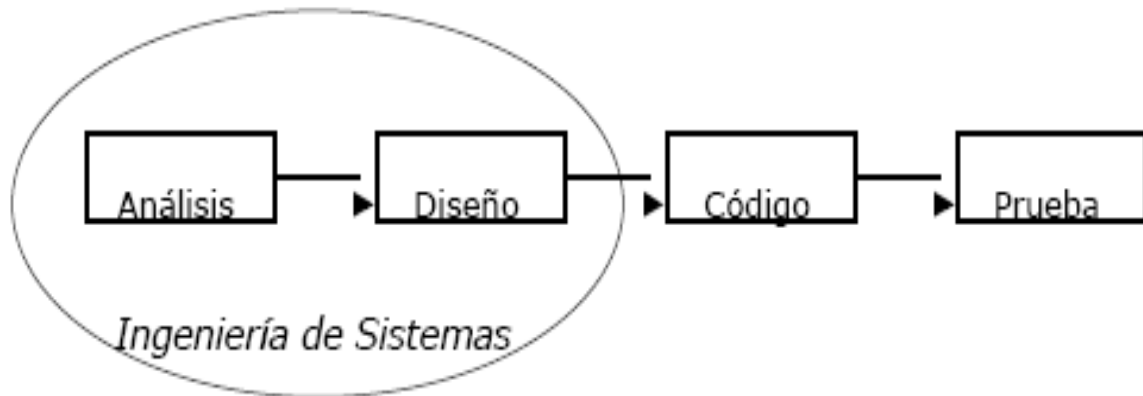 Análisis
Diseño
Código
Prueba
Ingeniería de Sistemas